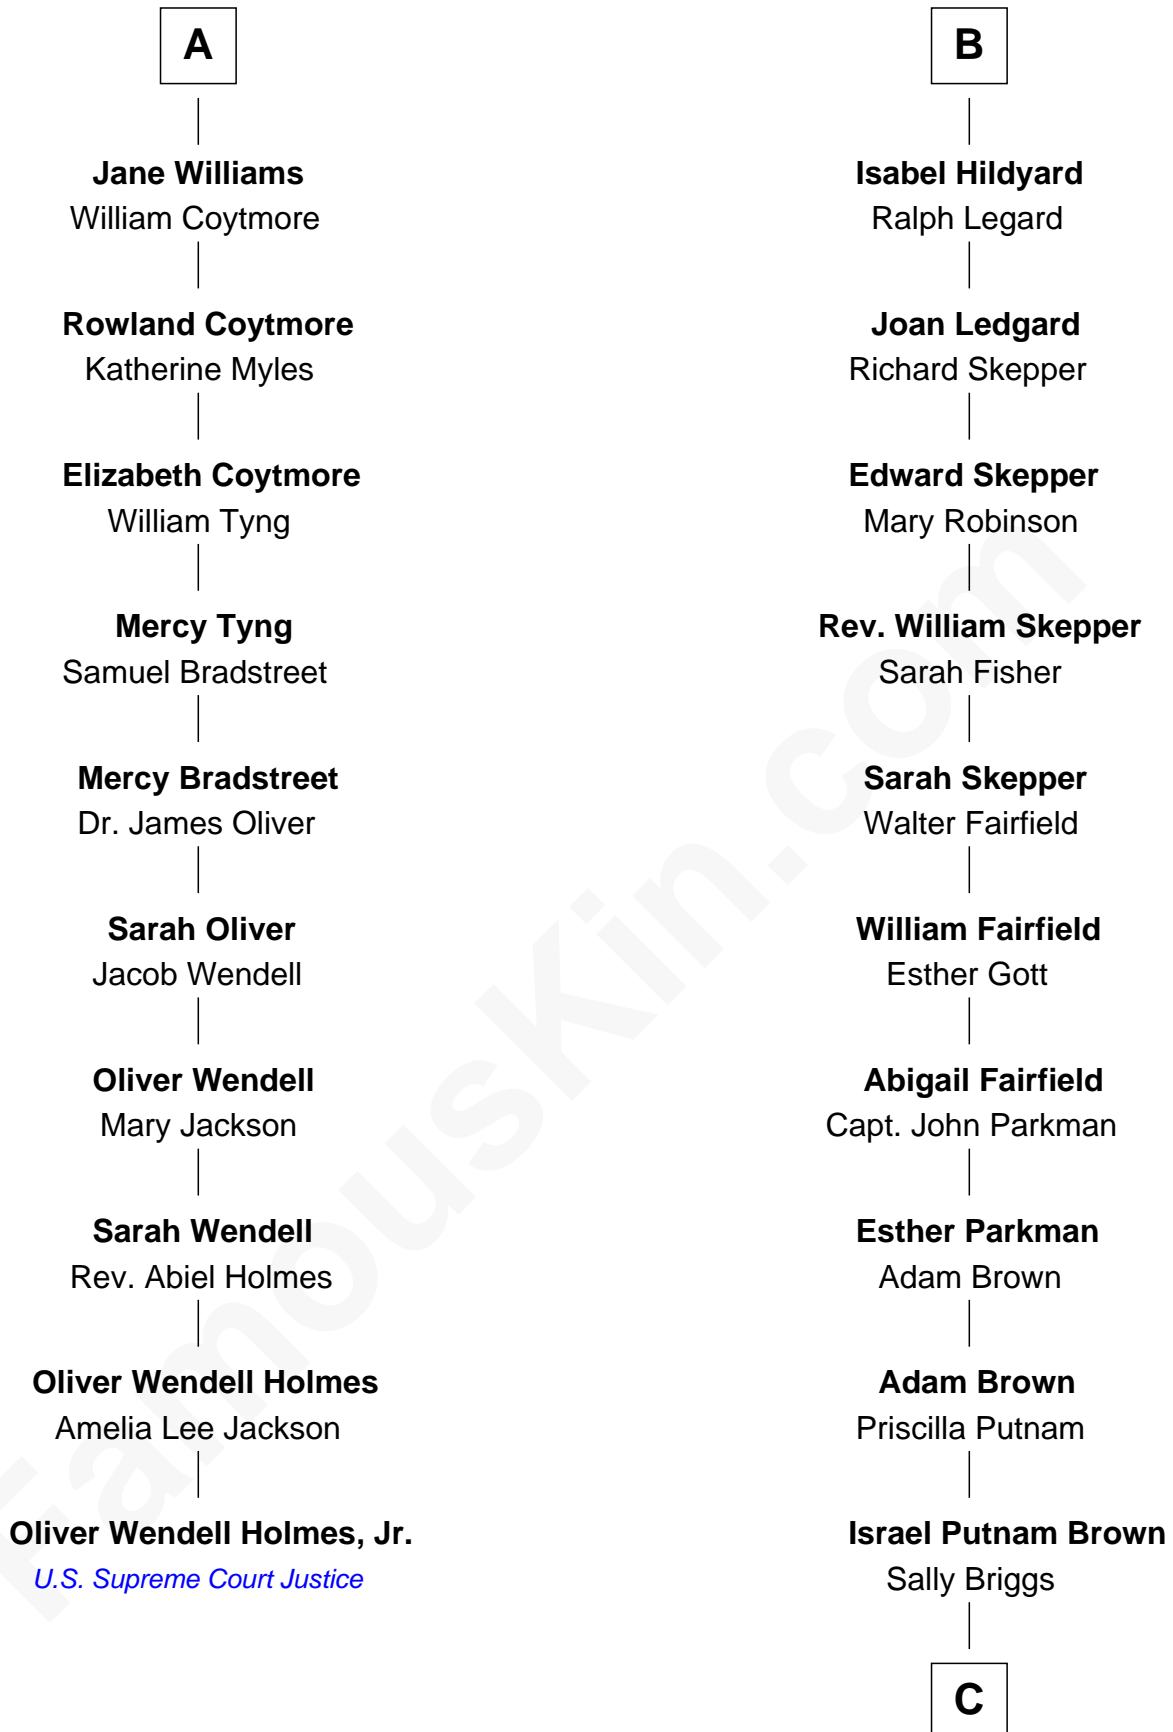 A
Jane Williams
William Coytmore
Rowland Coytmore
Katherine Myles
Elizabeth Coytmore
William Tyng
Mercy Tyng
Samuel Bradstreet
Mercy Bradstreet
Dr. James Oliver
Sarah Oliver
Jacob Wendell
Oliver Wendell
Mary Jackson
Sarah Wendell
Rev. Abiel Holmes
Oliver Wendell Holmes
Amelia Lee Jackson
Oliver Wendell Holmes, Jr.
U.S. Supreme Court Justice
B
Isabel Hildyard
Ralph Legard
Joan Ledgard
Richard Skepper
Edward Skepper
Mary Robinson
Rev. William Skepper
Sarah Fisher
Sarah Skepper
Walter Fairfield
William Fairfield
Esther Gott
Abigail Fairfield
Capt. John Parkman
Esther Parkman
Adam Brown
Adam Brown
Priscilla Putnam
Israel Putnam Brown
Sally Briggs
C
FamousKin.com